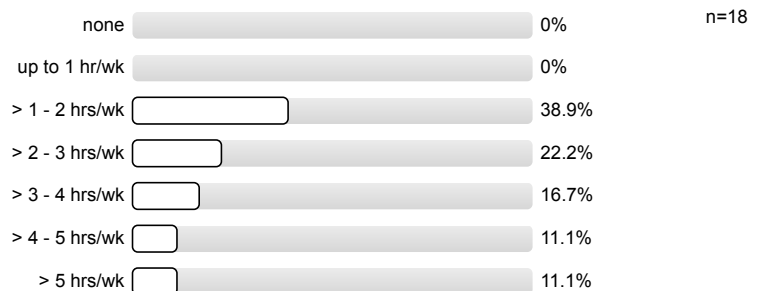 none 0% n=18
up to 1 hr/wk 0%
> 1 - 2 hrs/wk 38.9%
> 2 - 3 hrs/wk 22.2%
> 3 - 4 hrs/wk 16.7%
> 4 - 5 hrs/wk 11.1%
> 5 hrs/wk 11.1%